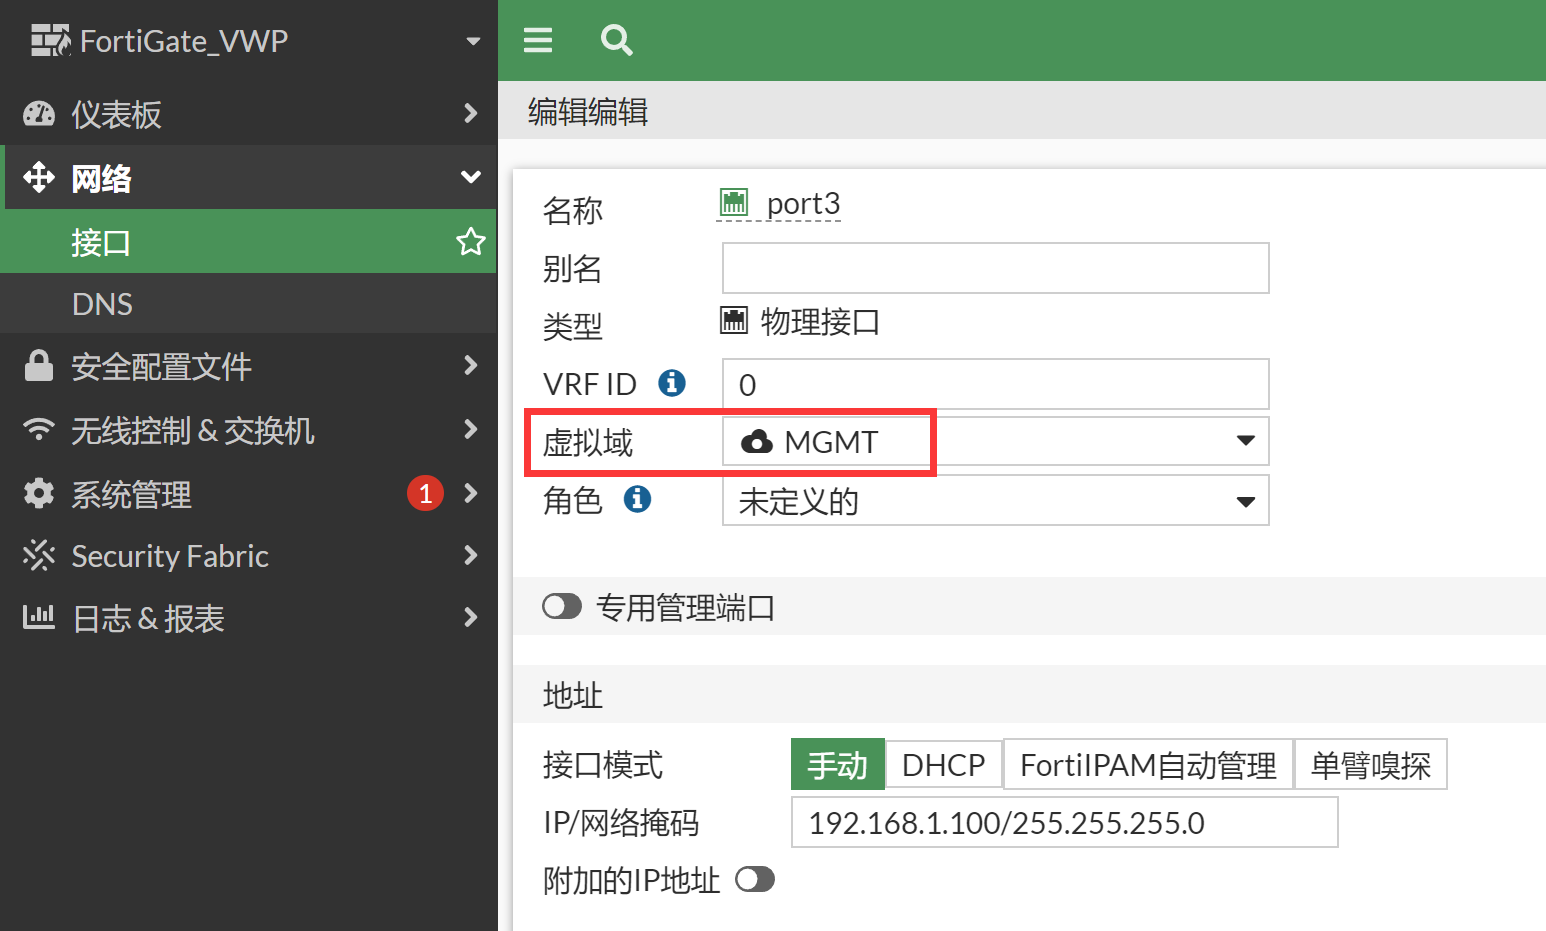 FortiGate_VWP
仪表板
网络
接口
DNS
安全配置文件
无线控制 & 交换机
系统管理 1
Security Fabric
日志 & 报表
编辑编辑
名称 port3
别名
类型 物理接口
VRF ID 0
虚拟域 MGMT
角色 未定义的
专用管理端口
地址
接口模式 手动 DHCP FortiIPAM自动管理 单臂嗅探
IP/网络掩码 192.168.1.100/255.255.255.0
附加的IP地址